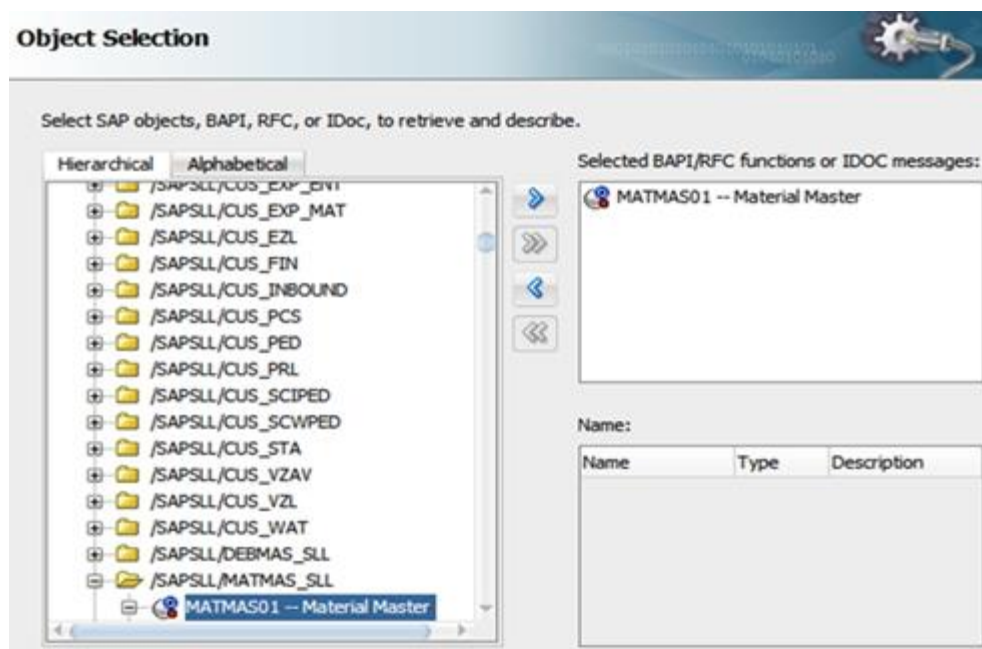 Object Selection
Select SAP objects, BAPI, RFC, or IDoc, to retrieve and describe.
Hierarchical Alphabetical
/SAPSLL/CUS_EXP_ENT
/SAPSLL/CUS_EXP_MAT
/SAPSLL/CUS_EZL
/SAPSLL/CUS_FIN
/SAPSLL/CUS_INBOUND
/SAPSLL/CUS_PCS
/SAPSLL/CUS_PED
/SAPSLL/CUS_PRL
/SAPSLL/CUS_SCIPED
/SAPSLL/CUS_SCWPED
/SAPSLL/CUS_STA
/SAPSLL/CUS_VZAV
/SAPSLL/CUS_VZL
/SAPSLL/CUS_WAT
/SAPSLL/DEBMAS_SLL
/SAPSLL/MATMAS_SLL
MATMAS01 -- Material Master
Selected BAPI/RFC functions or IDOC messages:
MATMAS01 -- Material Master
Name:
Name Type Description